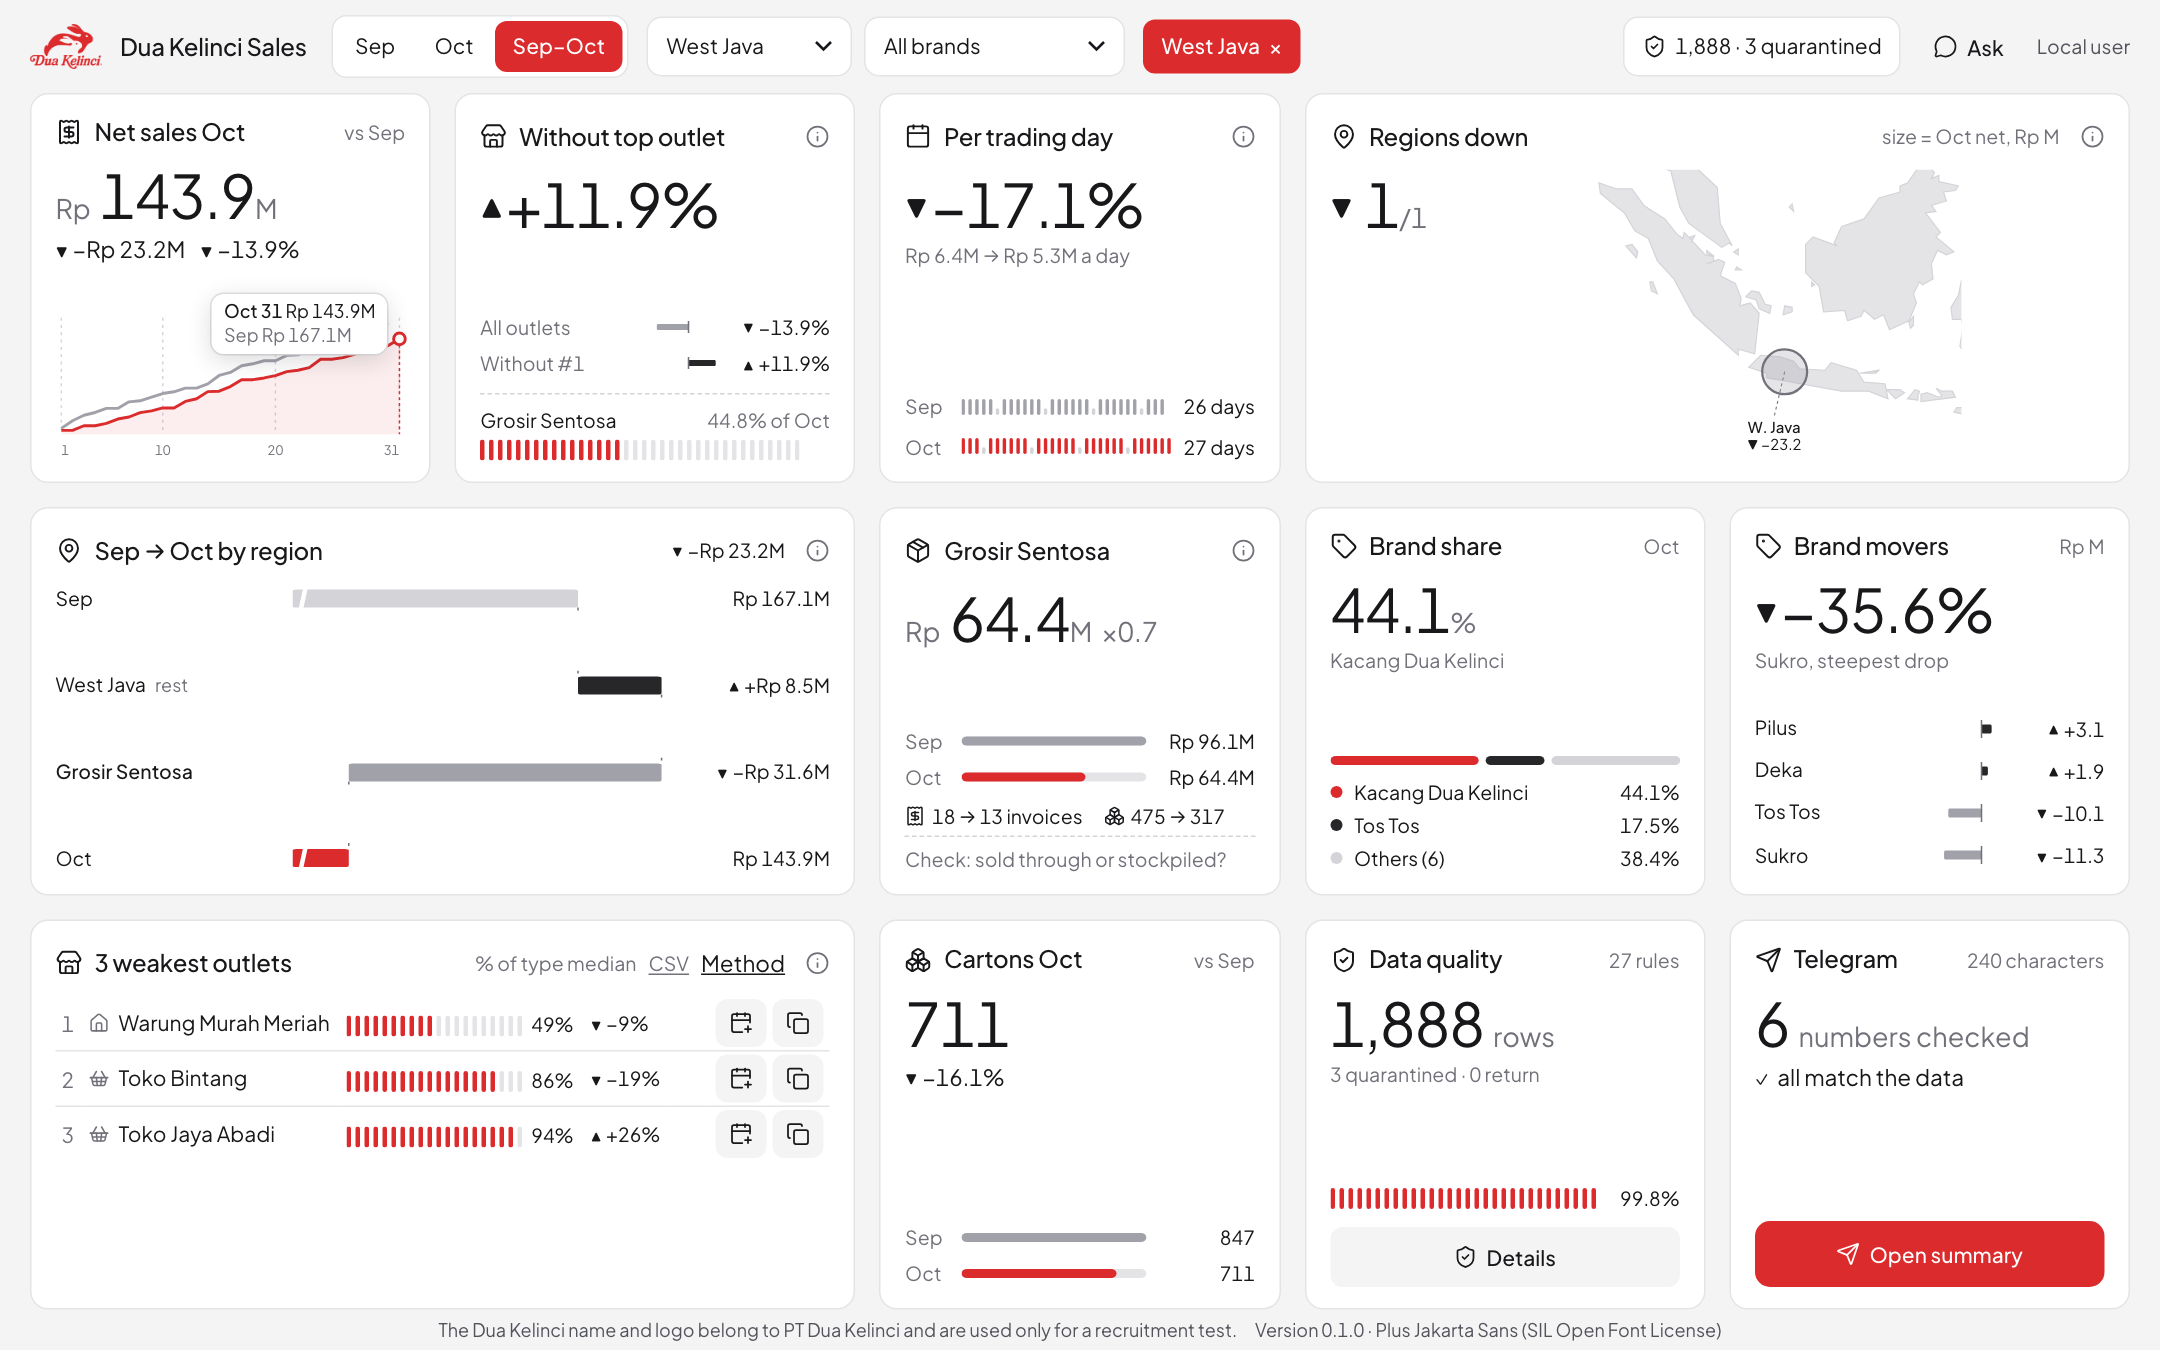 Dua Kelinci
Dua Kelinci Sales
Sep
Oct
Sep–Oct
West Java
All brands
West Java ×
1,888 · 3 quarantined
Ask
Local user
Net sales Oct
vs Sep
Rp 143.9M
▼ −Rp 23.2M ▼ −13.9%
Oct 31 Rp 143.9M
Sep Rp 167.1M
1 10 20 31
Without top outlet
▲+11.9%
All outlets ▼ −13.9%
Without #1 ▲ +11.9%
Grosir Sentosa 44.8% of Oct
Per trading day
▼−17.1%
Rp 6.4M → Rp 5.3M a day
Sep 26 days
Oct 27 days
Regions down
size = Oct net, Rp M
▼ 1/1
W. Java
▼ −23.2
Sep → Oct by region
▼ −Rp 23.2M
Sep Rp 167.1M
West Java rest ▲ +Rp 8.5M
Grosir Sentosa ▼ −Rp 31.6M
Oct Rp 143.9M
Grosir Sentosa
Rp 64.4M ×0.7
Sep Rp 96.1M
Oct Rp 64.4M
18 → 13 invoices 475 → 317
Check: sold through or stockpiled?
Brand share
Oct
44.1%
Kacang Dua Kelinci
Kacang Dua Kelinci 44.1%
Tos Tos 17.5%
Others (6) 38.4%
Brand movers
Rp M
▼−35.6%
Sukro, steepest drop
Pilus ▲ +3.1
Deka ▲ +1.9
Tos Tos ▼ −10.1
Sukro ▼ −11.3
3 weakest outlets
% of type median CSV Method
1 Warung Murah Meriah 49% ▼ −9%
2 Toko Bintang 86% ▼ −19%
3 Toko Jaya Abadi 94% ▲ +26%
Cartons Oct
vs Sep
711
▼ −16.1%
Sep 847
Oct 711
Data quality
27 rules
1,888 rows
3 quarantined · 0 return
99.8%
Details
Telegram
240 characters
6 numbers checked
✓ all match the data
Open summary
The Dua Kelinci name and logo belong to PT Dua Kelinci and are used only for a recruitment test. Version 0.1.0 · Plus Jakarta Sans (SIL Open Font License)